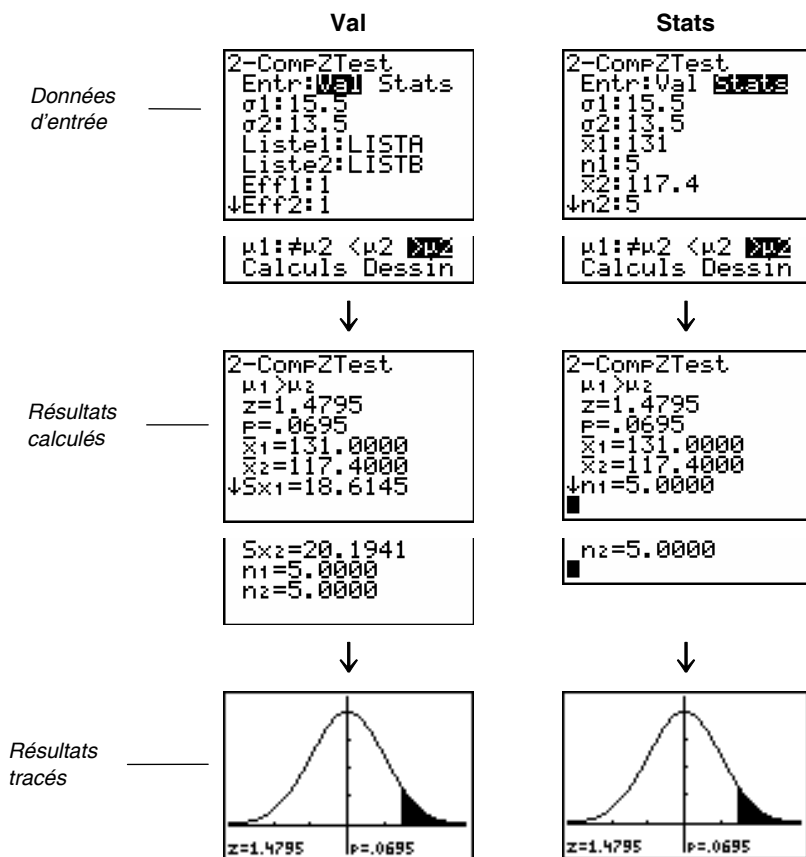 Val
Stats
Données
d'entrée
2-CompZTest
Entr:Val Stats
σ1:15.5
σ2:13.5
Liste1:LISTA
Liste2:LISTB
Eff1:1
↓Eff2:1
μ1:≠μ2 <μ2 >μ2
Calculs Dessin
2-CompZTest
Entr:Val Stats
σ1:15.5
σ2:13.5
x̄1:131
n1:5
x̄2:117.4
↓n2:5
μ1:≠μ2 <μ2 >μ2
Calculs Dessin
Résultats
calculés
2-CompZTest
μ1>μ2
z=1.4795
p=.0695
x̄1=131.0000
x̄2=117.4000
↓Sx1=18.6145
Sx2=20.1941
n1=5.0000
n2=5.0000
2-CompZTest
μ1>μ2
z=1.4795
p=.0695
x̄1=131.0000
x̄2=117.4000
↓n1=5.0000
n2=5.0000
Résultats
tracés
z=1.4795 p=.0695
z=1.4795 p=.0695